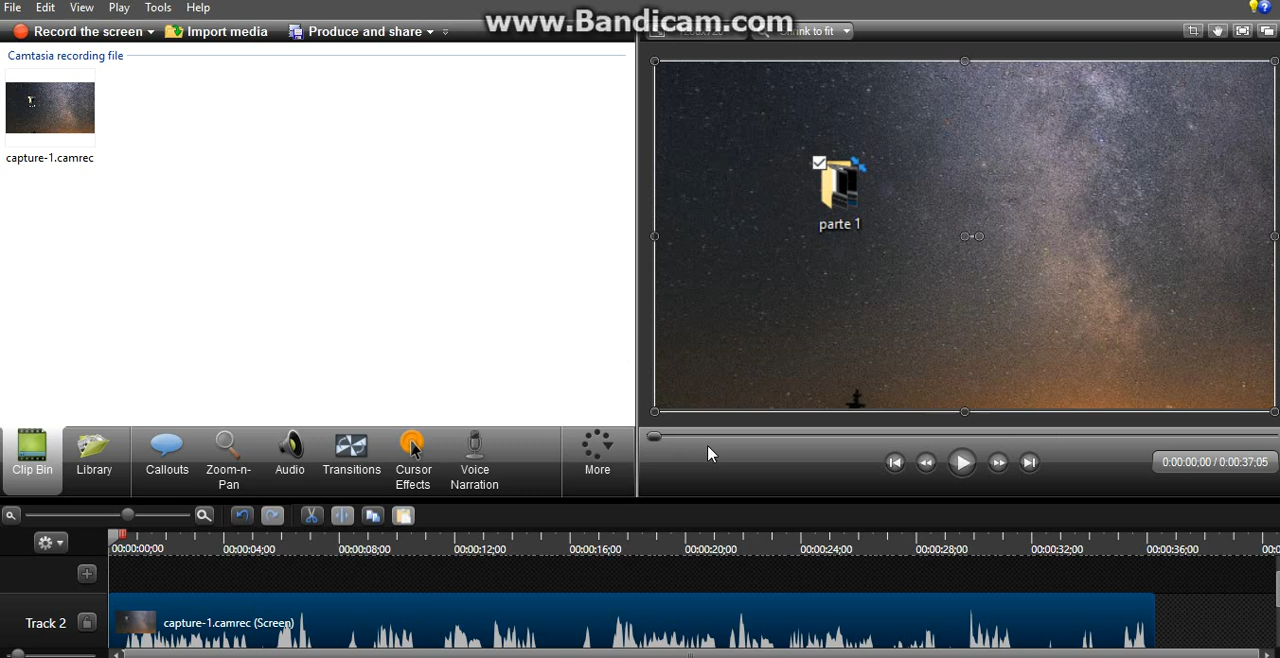 www.Bandicam.com
File Edit View Play Tools Help
Record the screen Import media Produce and share to fit
Camtasia recording file
capture-1.camrec
parte 1
Clip Bin Library Callouts Zoom-n-Pan Audio Transitions Cursor Effects Voice Narration More
0:00:00;00 / 0:00:37;05
00:00:00;00 00:00:04;00 00:00:08;00 00:00:12;00 00:00:16;00 00:00:20;00 00:00:24;00 00:00:28;00 00:00:32;00 00:00:36;00
Track 2 capture-1.camrec (Screen)